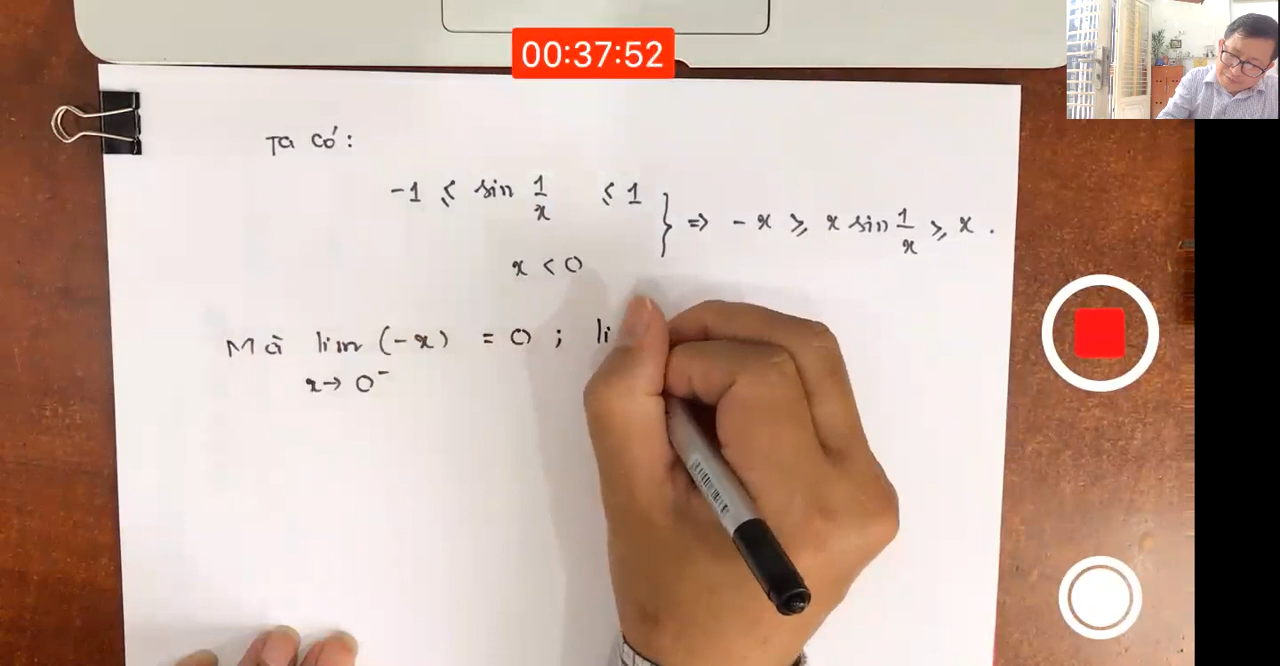 00:37:52
Ta có:
-1 ≤ sin 1/x ≤ 1
x < 0
⇒ -x ≥ x sin 1/x ≥ x.
Mà lim (-x) = 0 ; li
x→0⁻